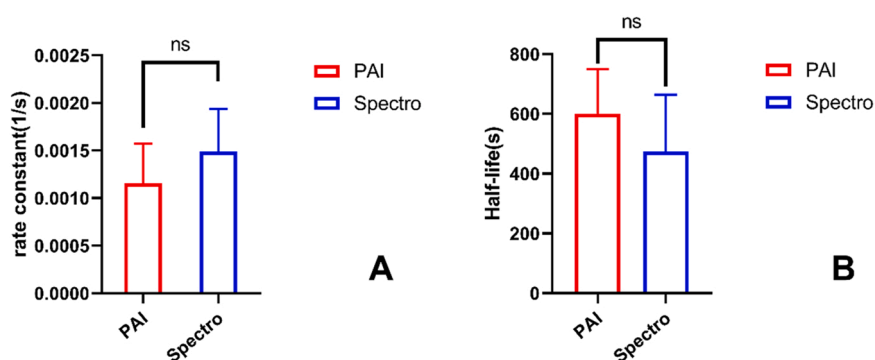 ns
0.0025
0.0020
0.0015
0.0010
0.0005
0.0000
rate constant(1/s)
PAI
Spectro
PAI
Spectro
A
ns
800
600
400
200
0
Half-life(s)
PAI
Spectro
PAI
Spectro
B